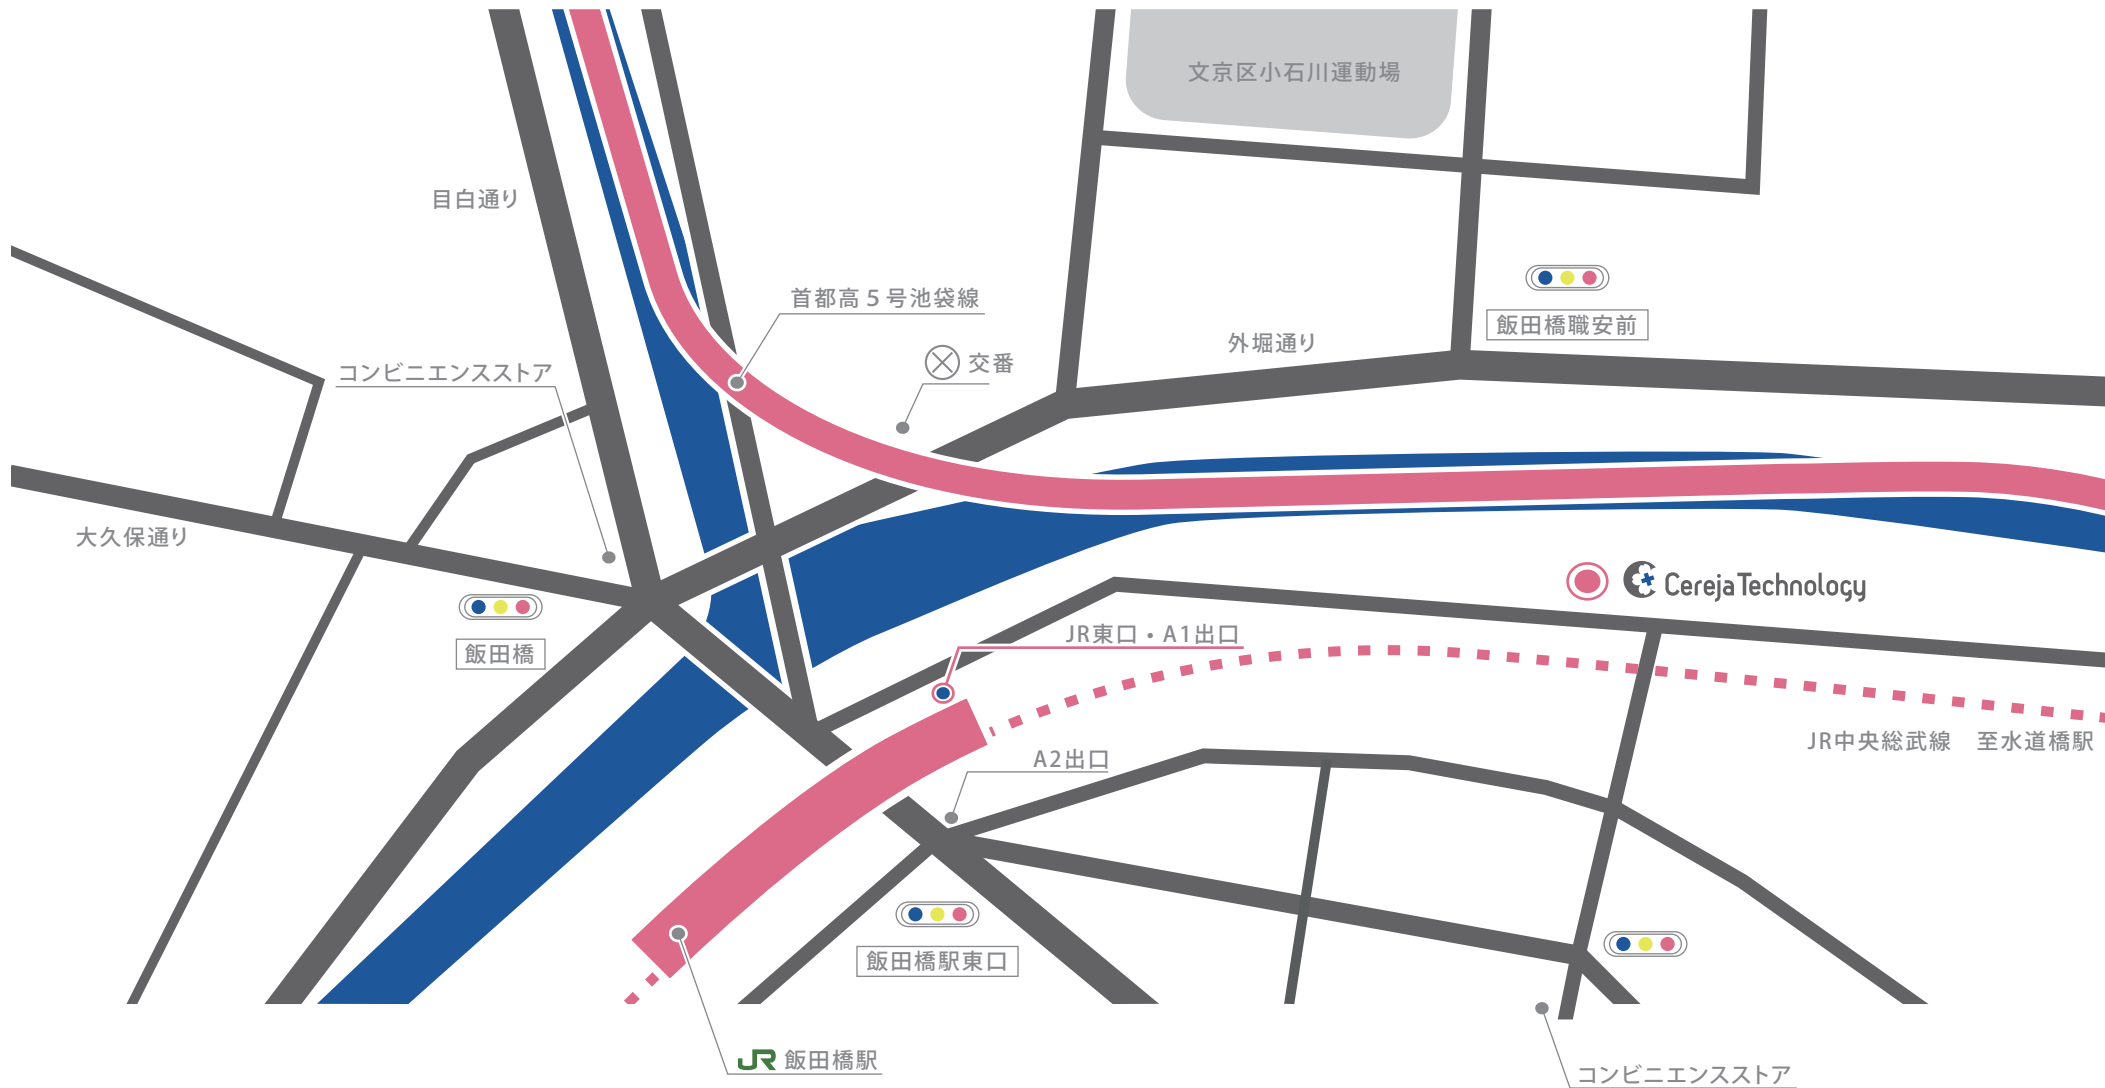 文京区小石川運動場
目白通り
首都高５号池袋線
飯田橋職安前
外堀通り
交番
コンビニエンスストア
大久保通り
Cereja Technology
飯田橋
JR東口・A1出口
JR中央総武線　至水道橋駅
A2出口
飯田橋駅東口
JR 飯田橋駅
コンビニエンスストア